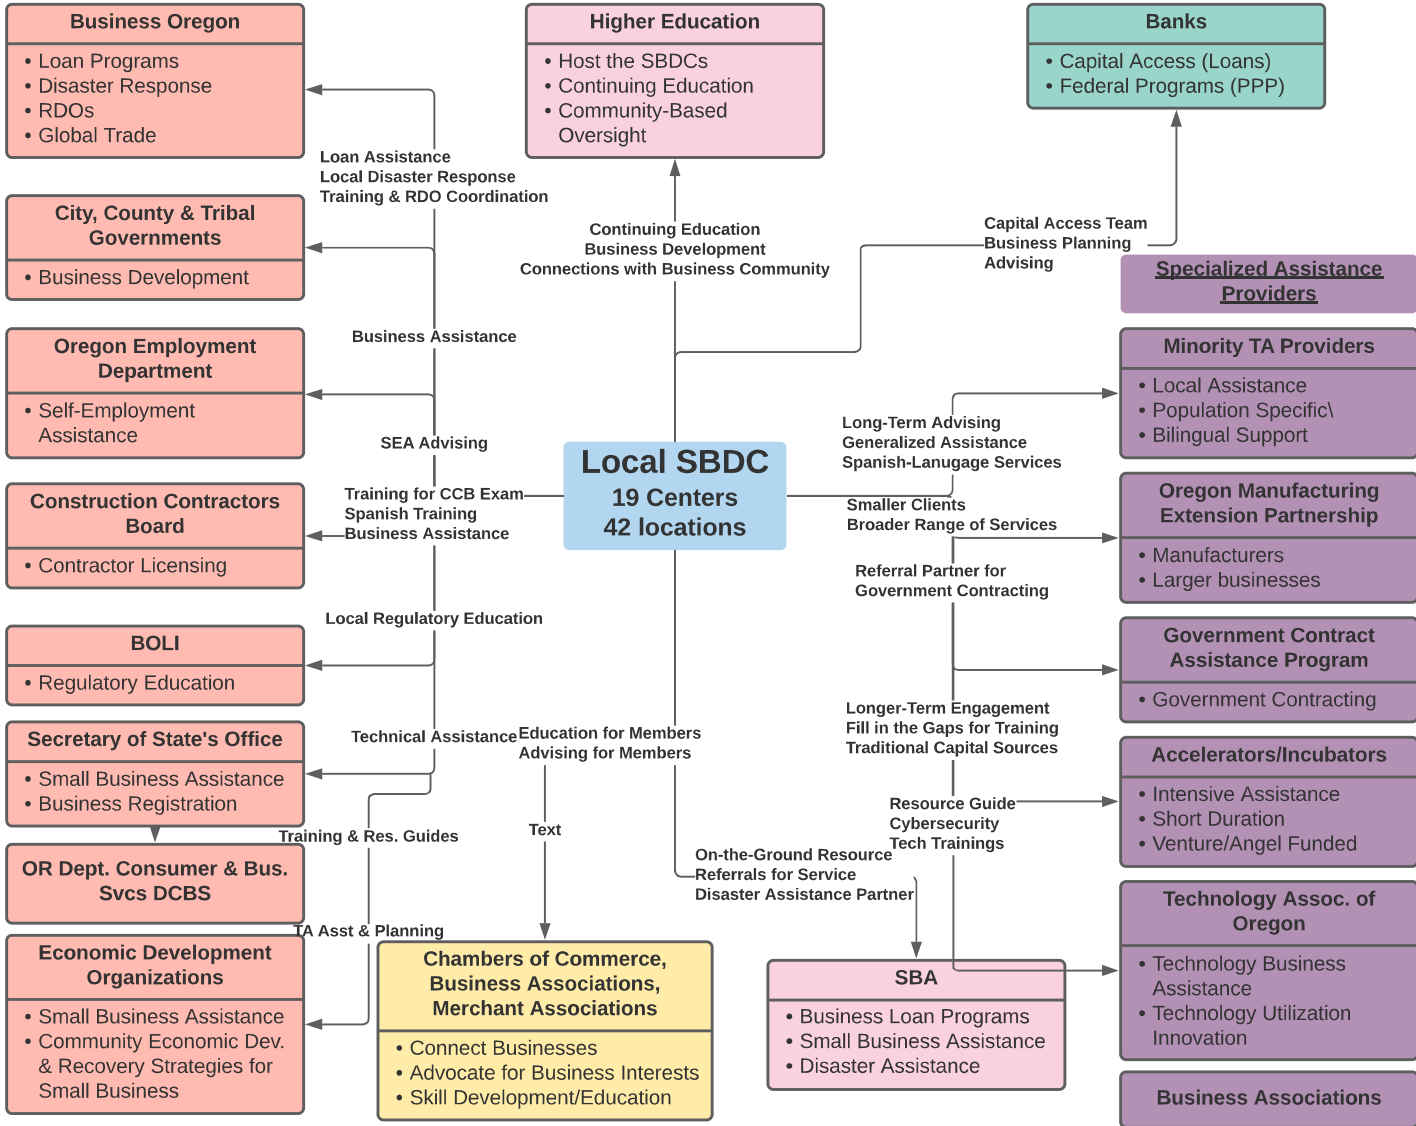 Business Oregon
• Loan Programs
• Disaster Response
• RDOs
• Global Trade
Higher Education
• Host the SBDCs
• Continuing Education
• Community-Based
Oversight
Banks
• Capital Access (Loans)
• Federal Programs (PPP)
Loan Assistance
Local Disaster Response
Training & RDO Coordination
City, County & Tribal
Governments
• Business Development
Continuing Education
Business Development
Connections with Business Community
Capital Access Team
Business Planning
Advising
Specialized Assistance
Providers
Business Assistance
Oregon Employment
Department
• Self-Employment
Assistance
SEA Advising
Minority TA Providers
• Local Assistance
• Population Specific\
• Bilingual Support
Long-Term Advising
Generalized Assistance
Spanish-Lanugage Services
Local SBDC
19 Centers
42 locations
Construction Contractors
Board
• Contractor Licensing
Training for CCB Exam
Spanish Training
Business Assistance
Smaller Clients
Broader Range of Services
Oregon Manufacturing
Extension Partnership
• Manufacturers
• Larger businesses
Referral Partner for
Government Contracting
Local Regulatory Education
BOLI
• Regulatory Education
Government Contract
Assistance Program
• Government Contracting
Secretary of State's Office
• Small Business Assistance
• Business Registration
Technical Assistance
Education for Members
Advising for Members
Longer-Term Engagement
Fill in the Gaps for Training
Traditional Capital Sources
Accelerators/Incubators
• Intensive Assistance
• Short Duration
• Venture/Angel Funded
Training & Res. Guides
Text
Resource Guide
Cybersecurity
Tech Trainings
OR Dept. Consumer & Bus.
Svcs DCBS
On-the-Ground Resource
Referrals for Service
Disaster Assistance Partner
Technology Assoc. of
Oregon
• Technology Business
Assistance
• Technology Utilization
Innovation
TA Asst & Planning
Economic Development
Organizations
• Small Business Assistance
• Community Economic Dev.
& Recovery Strategies for
Small Business
Chambers of Commerce,
Business Associations,
Merchant Associations
• Connect Businesses
• Advocate for Business Interests
• Skill Development/Education
SBA
• Business Loan Programs
• Small Business Assistance
• Disaster Assistance
Business Associations